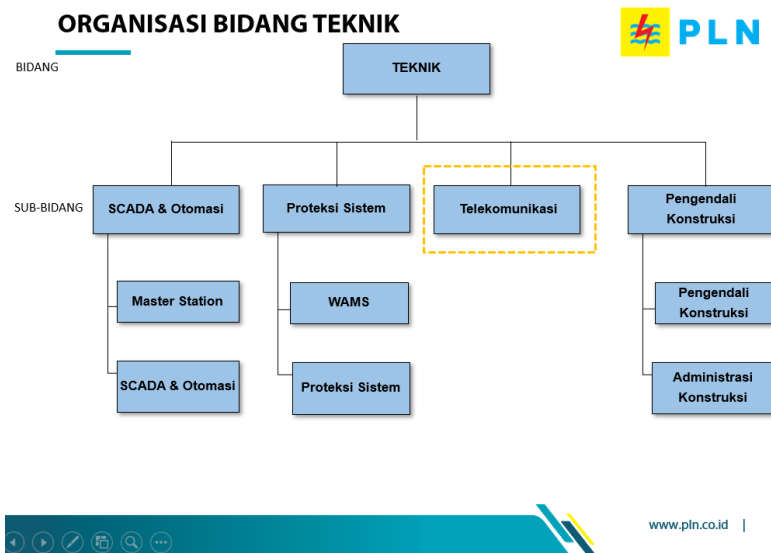 ORGANISASI BIDANG TEKNIK
PLN
BIDANG
TEKNIK
SUB-BIDANG
SCADA & Otomasi
Proteksi Sistem
Telekomunikasi
Pengendali
Konstruksi
Master Station
WAMS
Pengendali
Konstruksi
SCADA & Otomasi
Proteksi Sistem
Administrasi
Konstruksi
www.pln.co.id |